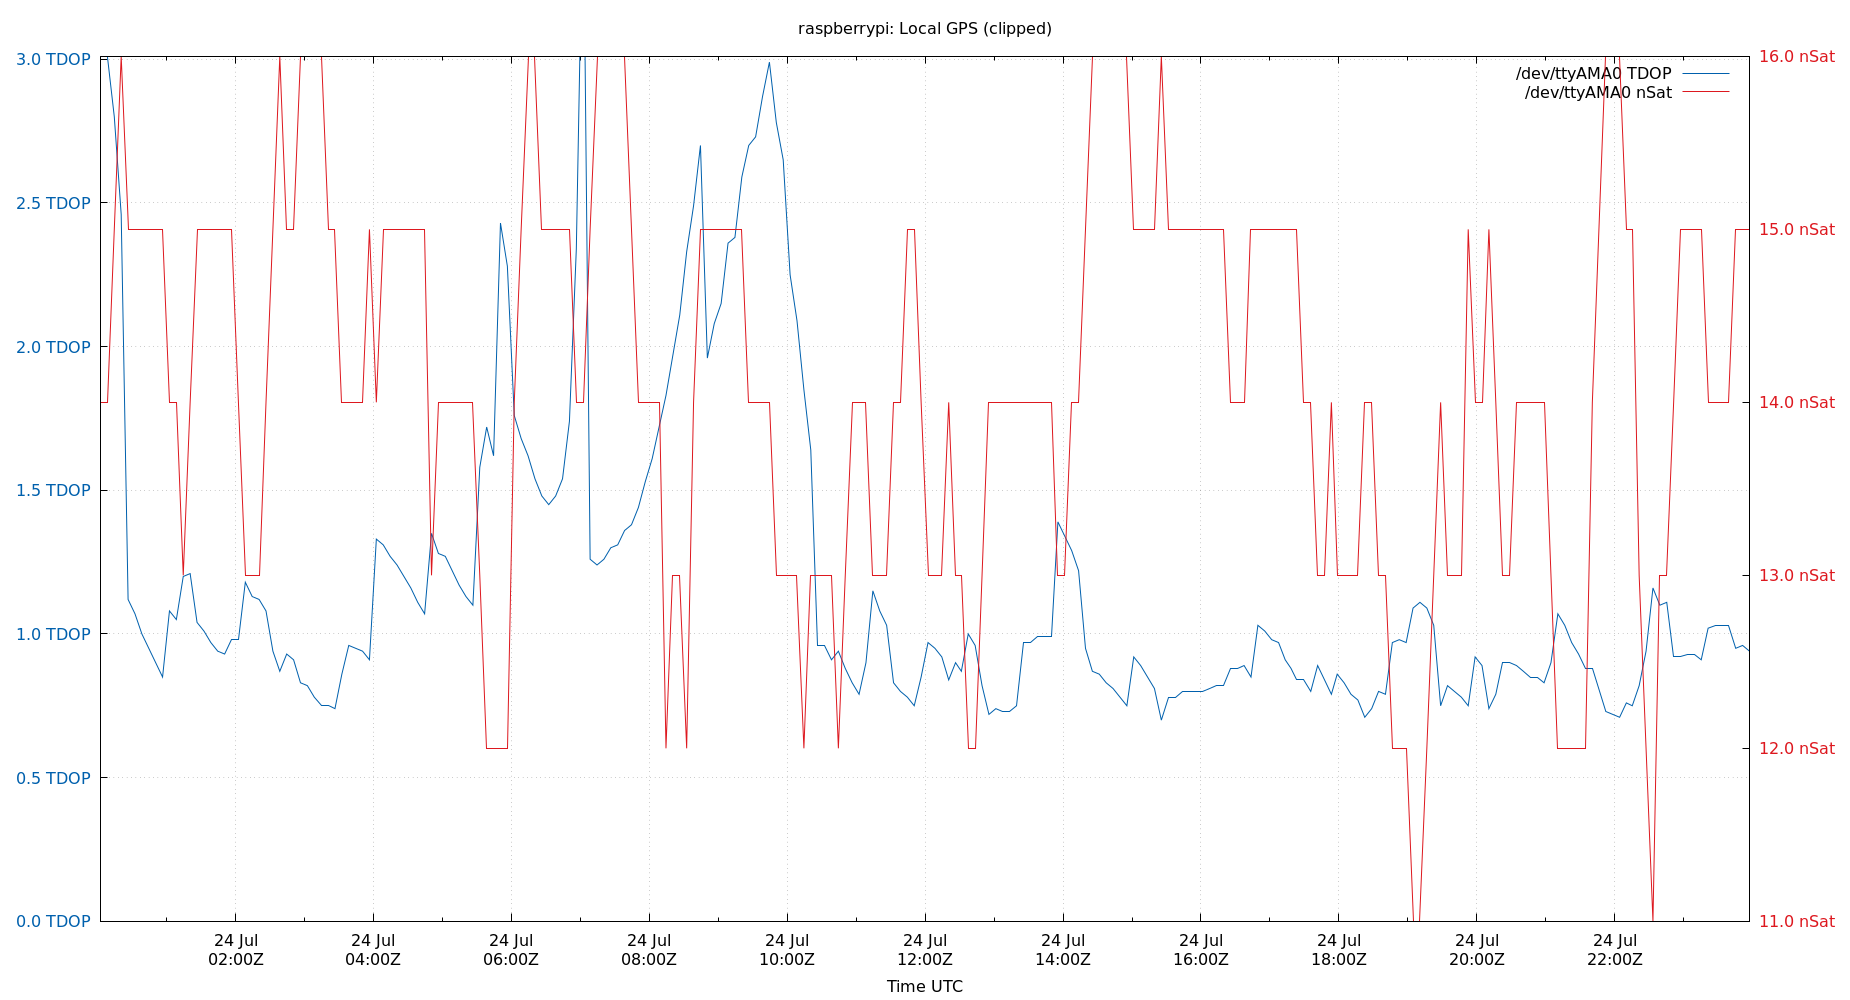 raspberrypi: Local GPS (clipped)
3.0 TDOP
2.5 TDOP
2.0 TDOP
1.5 TDOP
1.0 TDOP
0.5 TDOP
0.0 TDOP
16.0 nSat
15.0 nSat
14.0 nSat
13.0 nSat
12.0 nSat
11.0 nSat
/dev/ttyAMA0 TDOP
/dev/ttyAMA0 nSat
24 Jul
02:00Z
24 Jul
04:00Z
24 Jul
06:00Z
24 Jul
08:00Z
24 Jul
10:00Z
24 Jul
12:00Z
24 Jul
14:00Z
24 Jul
16:00Z
24 Jul
18:00Z
24 Jul
20:00Z
24 Jul
22:00Z
Time UTC